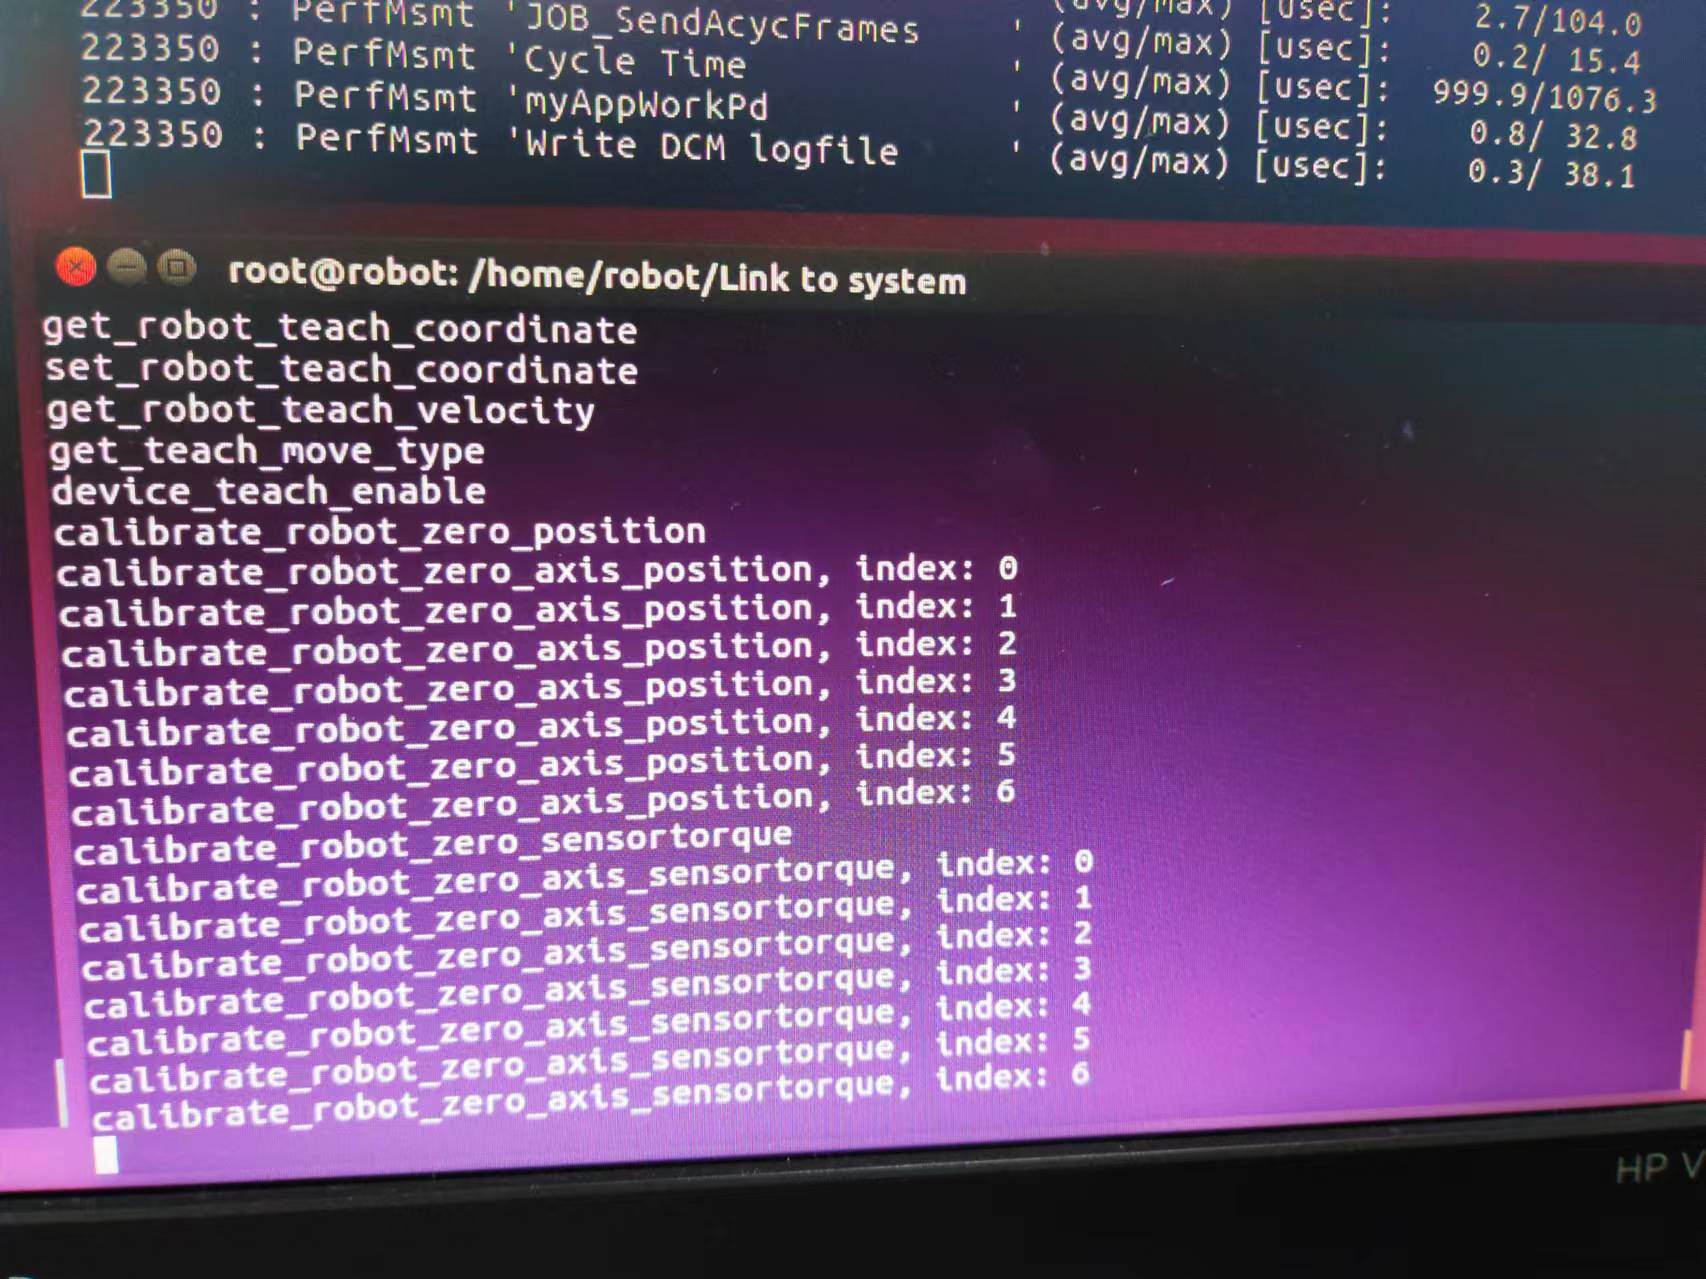 223350 : PerfMsmt 'JOB_SendAcycFrames ' (avg/max) [usec]: 2.7/104.0
223350 : PerfMsmt 'Cycle Time ' (avg/max) [usec]: 0.2/ 15.4
223350 : PerfMsmt 'myAppWorkPd ' (avg/max) [usec]: 999.9/1076.3
223350 : PerfMsmt 'Write DCM logfile ' (avg/max) [usec]: 0.8/ 32.8
(avg/max) [usec]: 0.3/ 38.1
root@robot: /home/robot/Link to system
get_robot_teach_coordinate
set_robot_teach_coordinate
get_robot_teach_velocity
get_teach_move_type
device_teach_enable
calibrate_robot_zero_position
calibrate_robot_zero_axis_position, index: 0
calibrate_robot_zero_axis_position, index: 1
calibrate_robot_zero_axis_position, index: 2
calibrate_robot_zero_axis_position, index: 3
calibrate_robot_zero_axis_position, index: 4
calibrate_robot_zero_axis_position, index: 5
calibrate_robot_zero_axis_position, index: 6
calibrate_robot_zero_sensortorque
calibrate_robot_zero_axis_sensortorque, index: 0
calibrate_robot_zero_axis_sensortorque, index: 1
calibrate_robot_zero_axis_sensortorque, index: 2
calibrate_robot_zero_axis_sensortorque, index: 3
calibrate_robot_zero_axis_sensortorque, index: 4
calibrate_robot_zero_axis_sensortorque, index: 5
calibrate_robot_zero_axis_sensortorque, index: 6
HP V